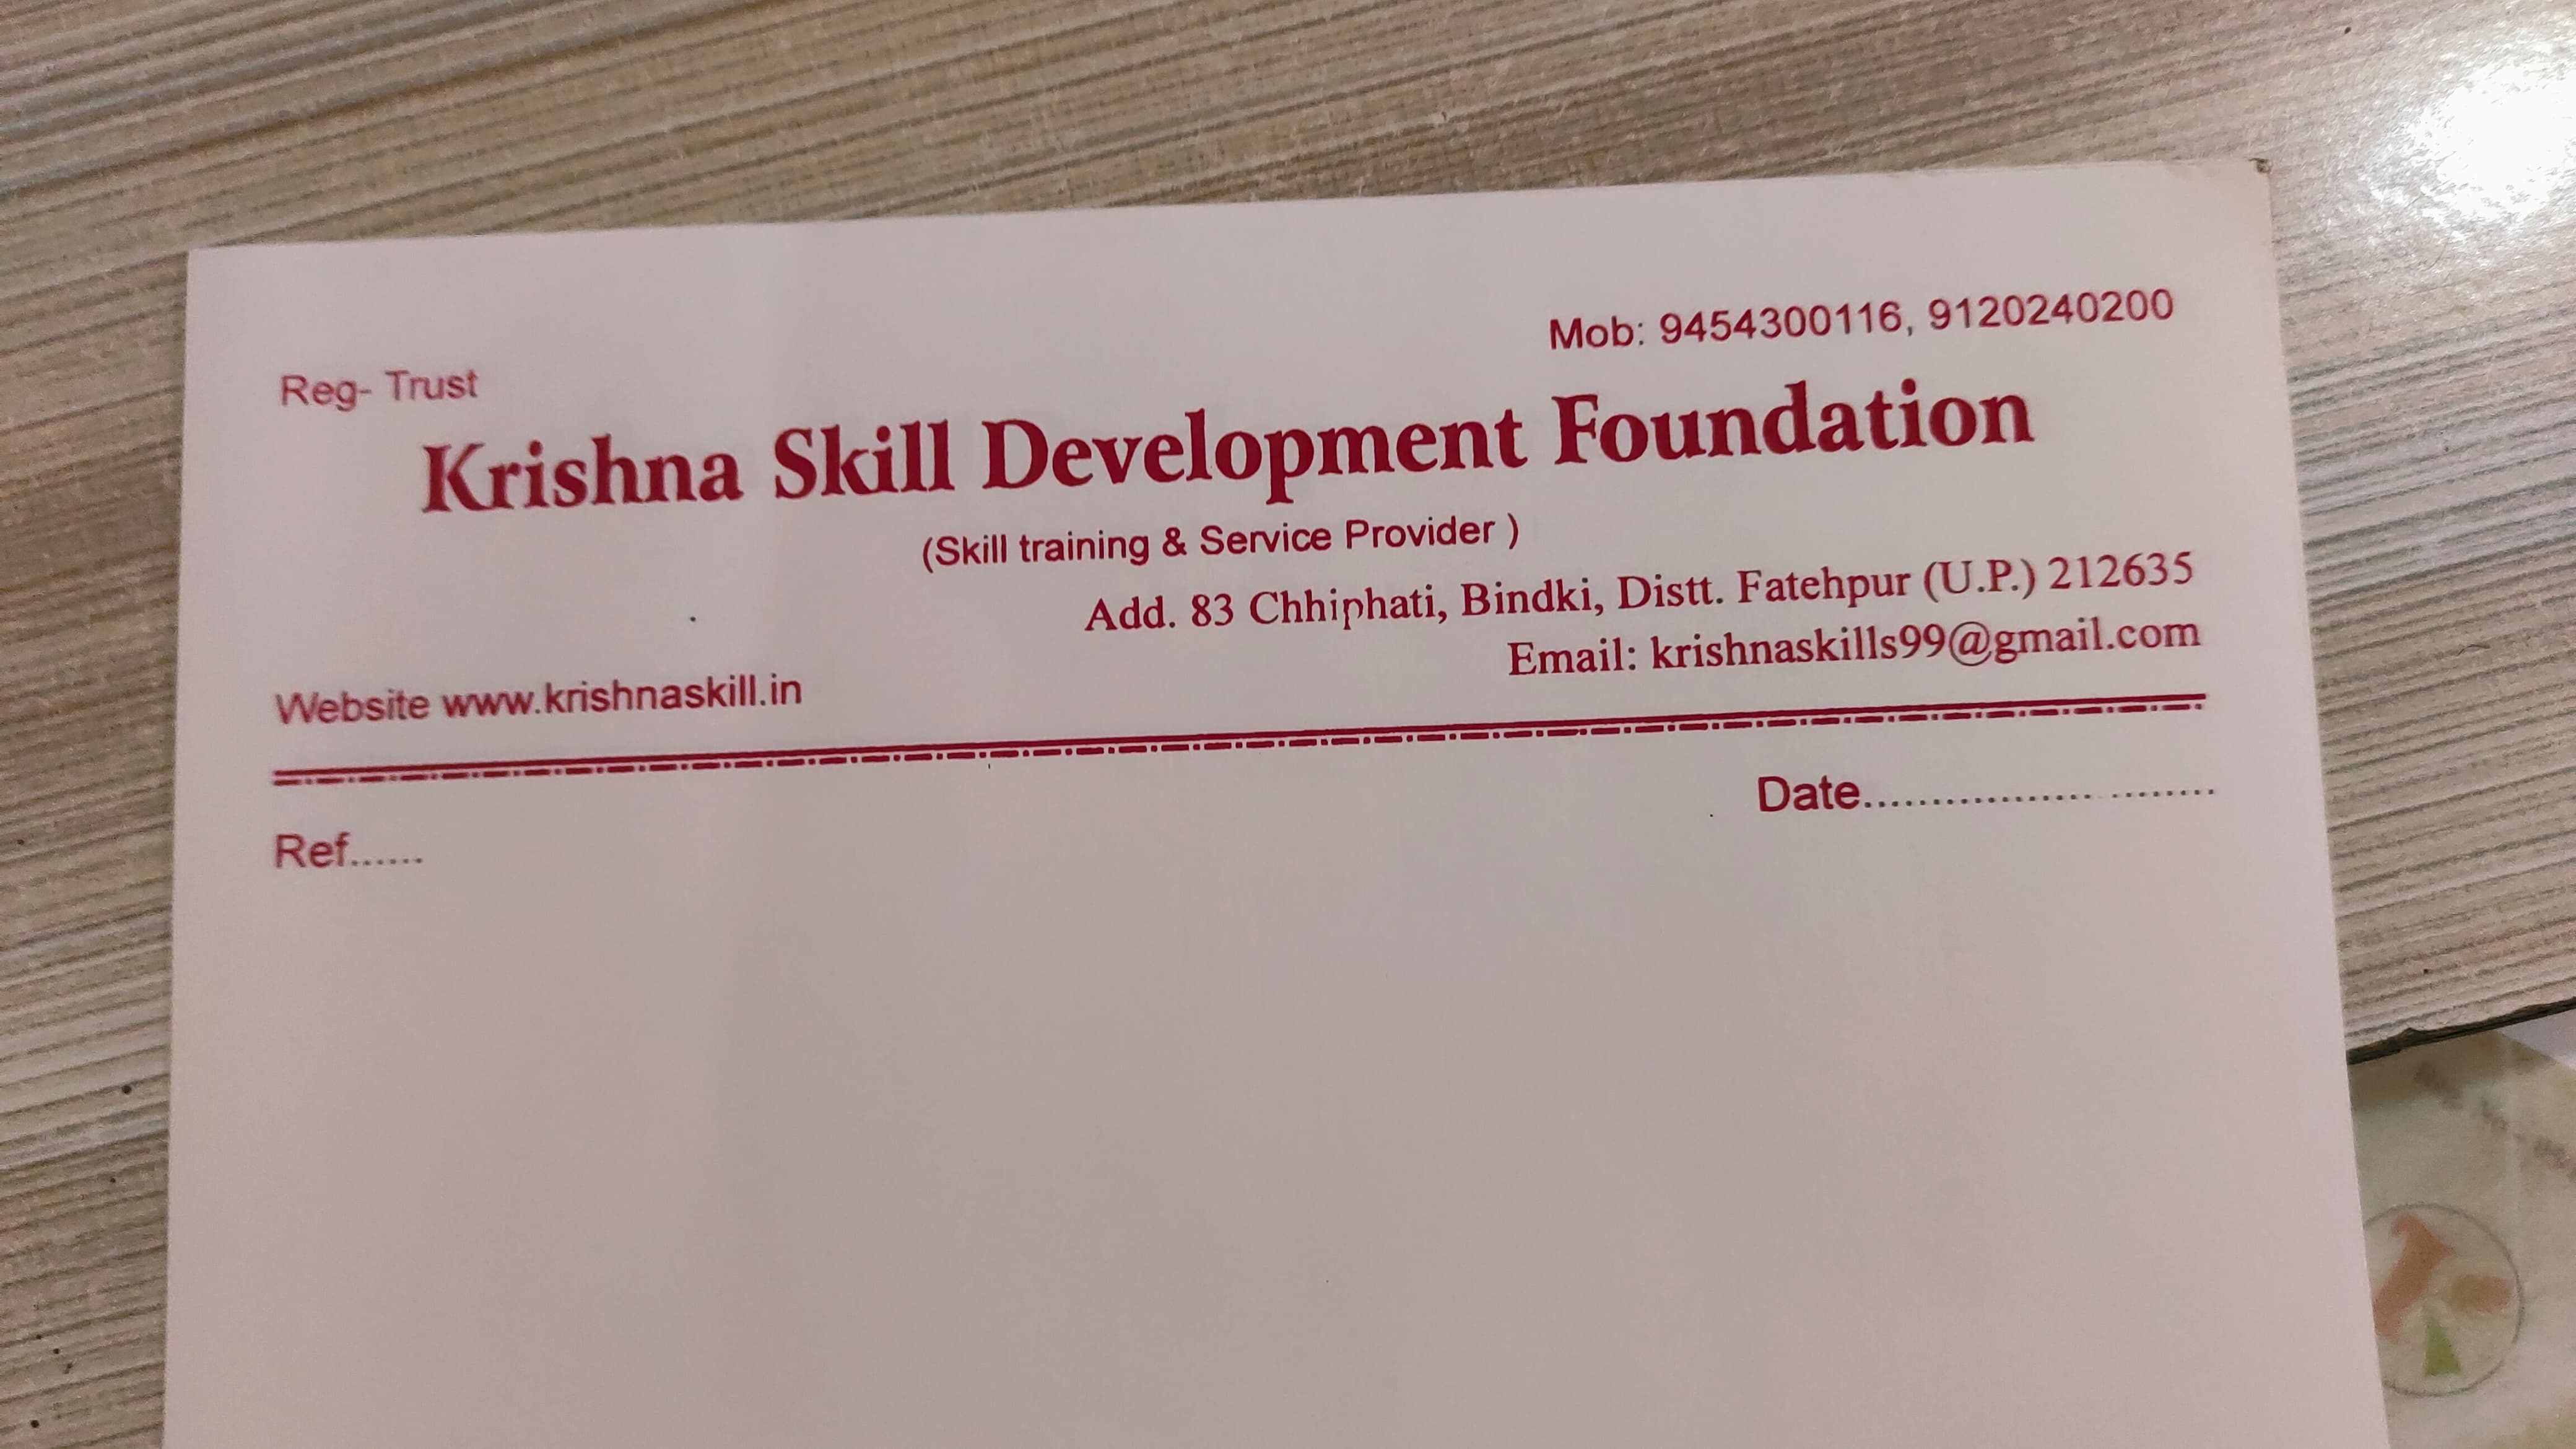 Mob: 9454300116, 9120240200
Reg- Trust
Krishna Skill Development Foundation
(Skill training & Service Provider )
Add. 83 Chhiphati, Bindki, Distt. Fatehpur (U.P.) 212635
Email: krishnaskills99@gmail.com
Website www.krishnaskill.in
Date.........................
Ref......